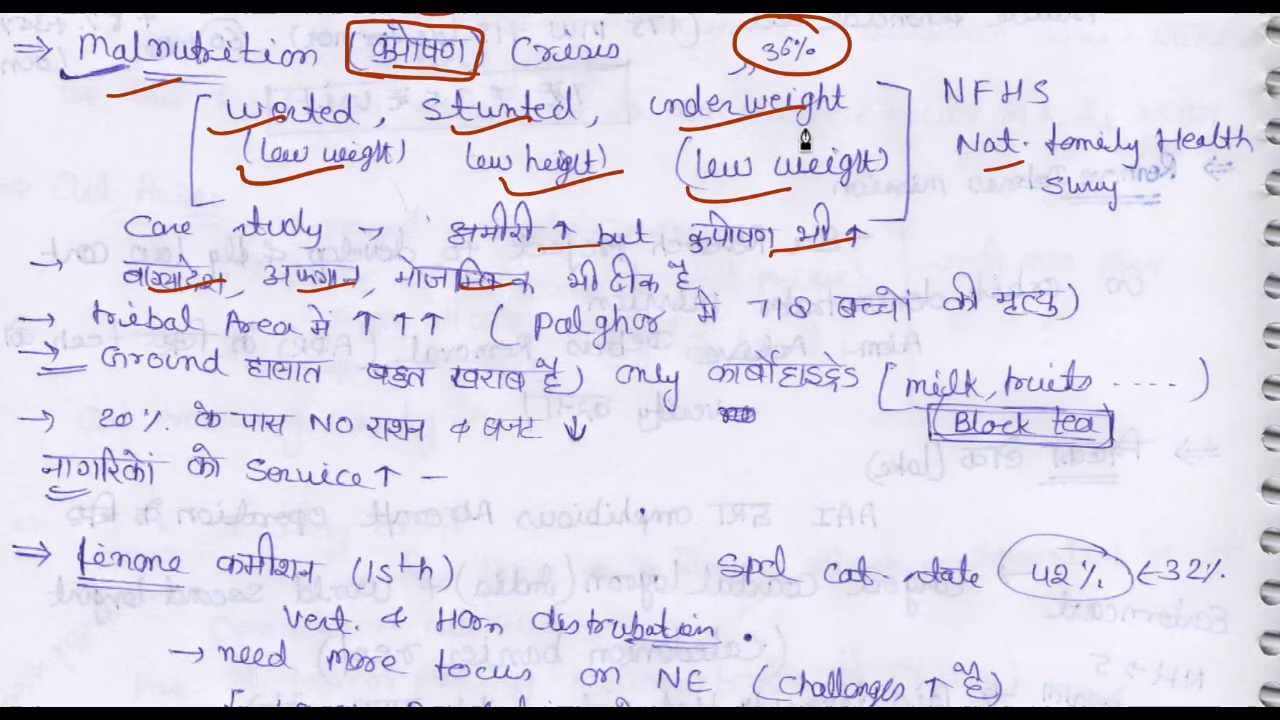 ⇒ Malnutrition (कुपोषण) Crisis 36%
wasted, stunted, underweight NFHS
(low weight) low height) (low weight) Nat. family Health
Survey
Case study → अमीरी ↑ but कुपोषण भी ↑
→ बांग्लादेश, अफगान, मोजाम्बिक भी ठीक है
→ tribal Area में ↑ ↑ ↑ (Palghar में 718 बच्चों की मृत्यु)
→ Ground हालात बहुत खराब है) only कार्बोहाइड्रेड [milk, fruits ----)
→ 20% के पास NO राशन & बजट ↓ Black tea
नागरिकों को Service ↑ –
⇒ finance कमीशन (15th) Spcl cat state 42% ← 32%.
Vert. & Horn distrubation.
→ need more focus on NE (challenges ↑ है)